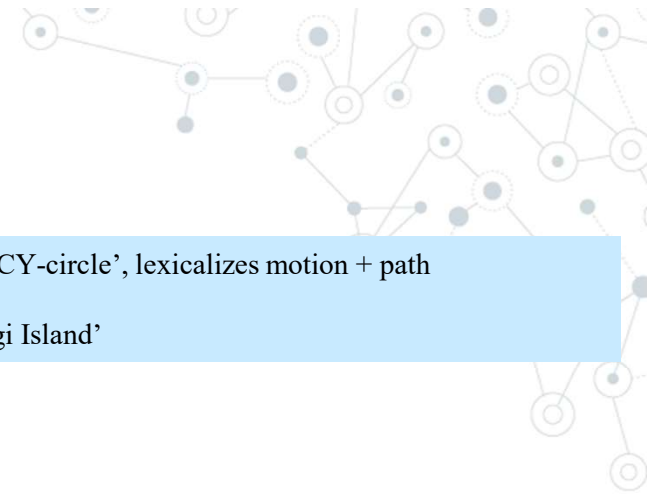 CY-circle’, lexicalizes motion + path
gi Island’